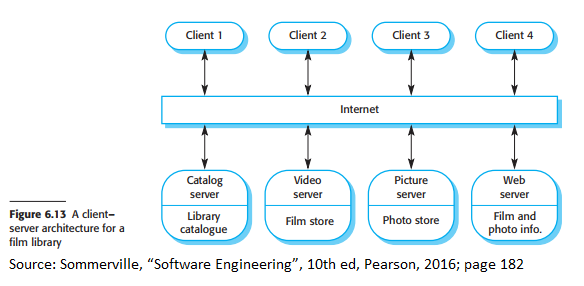 Client 1
Client 2
Client 3
Client 4
Internet
Catalog
server
Library
catalogue
Video
server
Film store
Picture
server
Photo store
Web
server
Film and
photo info.
Figure 6.13 A client–
server architecture for a
film library
Source: Sommerville, “Software Engineering”, 10th ed, Pearson, 2016; page 182